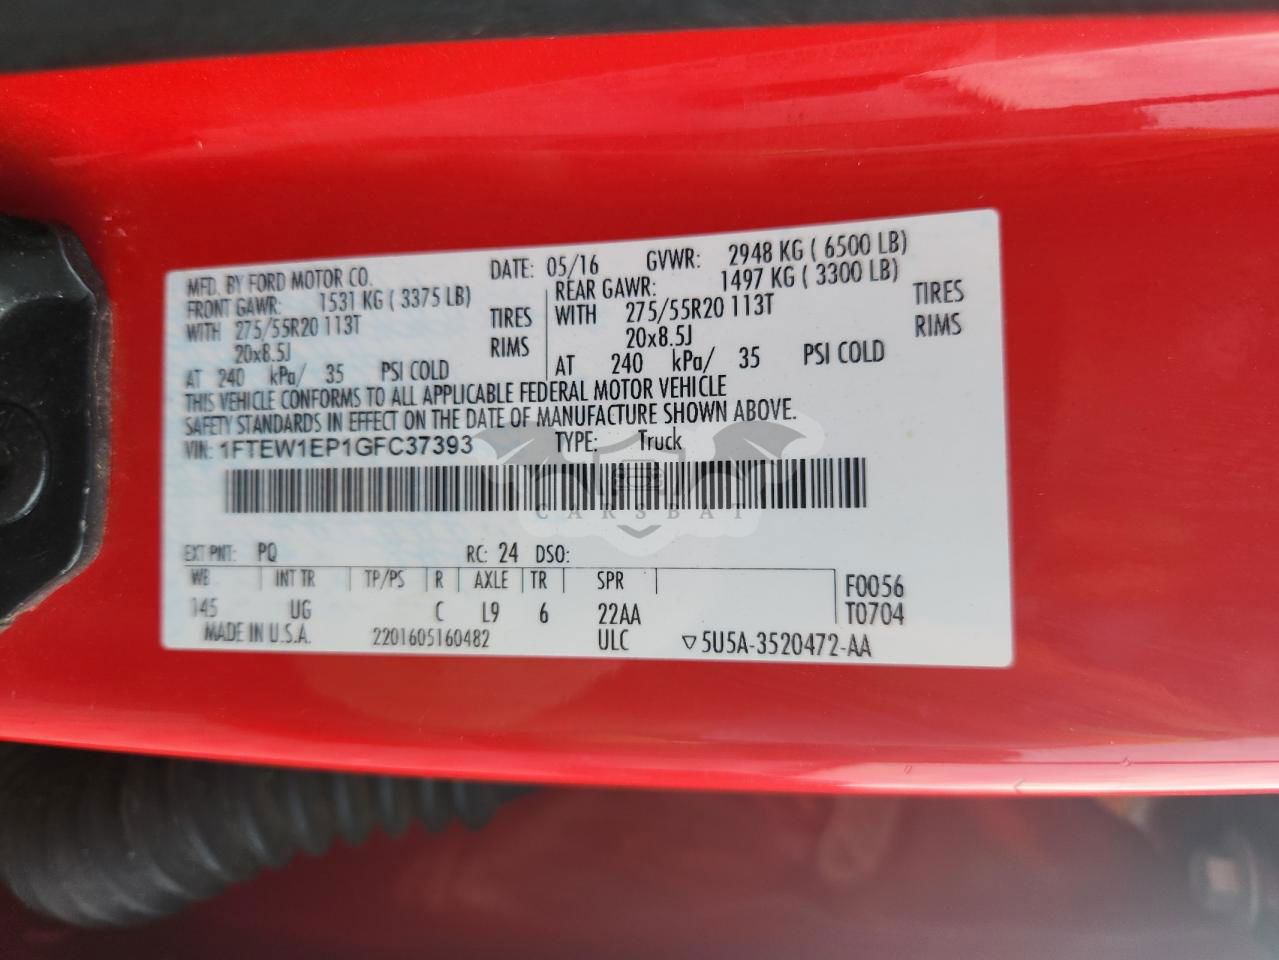 MFD. BY FORD MOTOR CO. DATE: 05/16 GVWR: 2948 KG ( 6500 LB)
FRONT GAWR: 1531 KG ( 3375 LB) REAR GAWR: 1497 KG ( 3300 LB)
WITH 275/55R20 113T TIRES WITH 275/55R20 113T TIRES
20x8.5J RIMS 20x8.5J RIMS
AT 240 kPa/ 35 PSI COLD AT 240 kPa/ 35 PSI COLD
THIS VEHICLE CONFORMS TO ALL APPLICABLE FEDERAL MOTOR VEHICLE
SAFETY STANDARDS IN EFFECT ON THE DATE OF MANUFACTURE SHOWN ABOVE.
VIN: 1FTEW1EP1GFC37393 TYPE: Truck
CARSBAT
EXT PNT: PQ RC: 24 DSO:
WB INT TR TP/PS R AXLE TR SPR F0056
145 UG C L9 6 22AA T0704
MADE IN U.S.A. 2201605160482 ULC ▽5U5A-3520472-AA